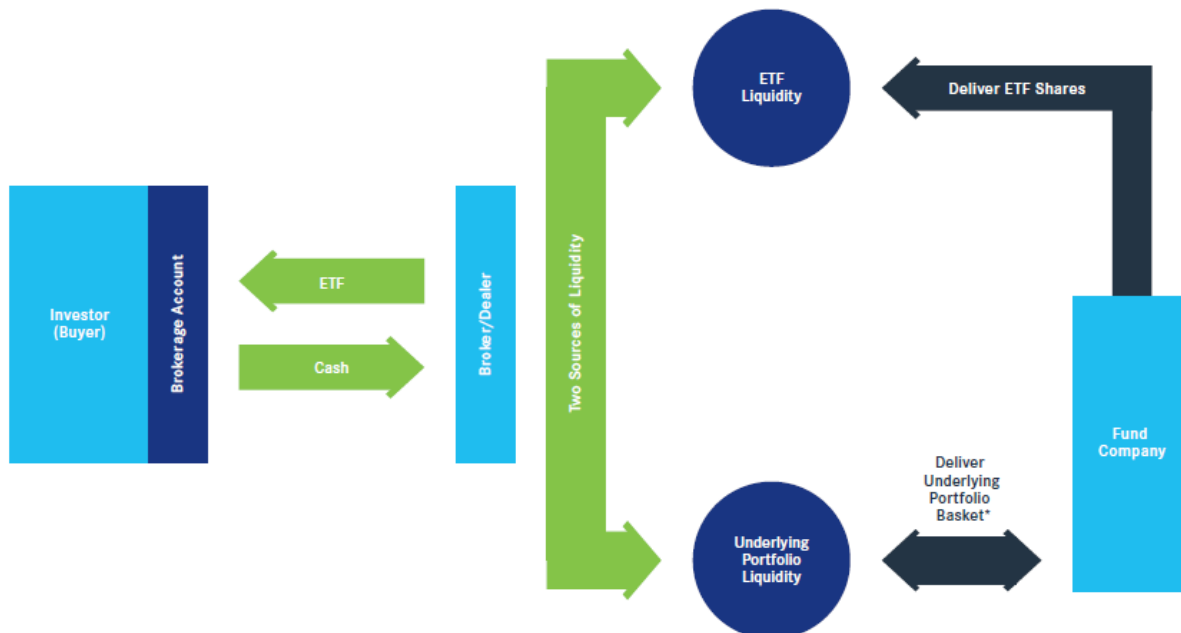 Investor
(Buyer)
Brokerage Account
ETF
Cash
Broker/Dealer
Two Sources of Liquidity
ETF
Liquidity
Deliver ETF Shares
Underlying
Portfolio
Liquidity
Deliver
Underlying
Portfolio
Basket*
Fund
Company